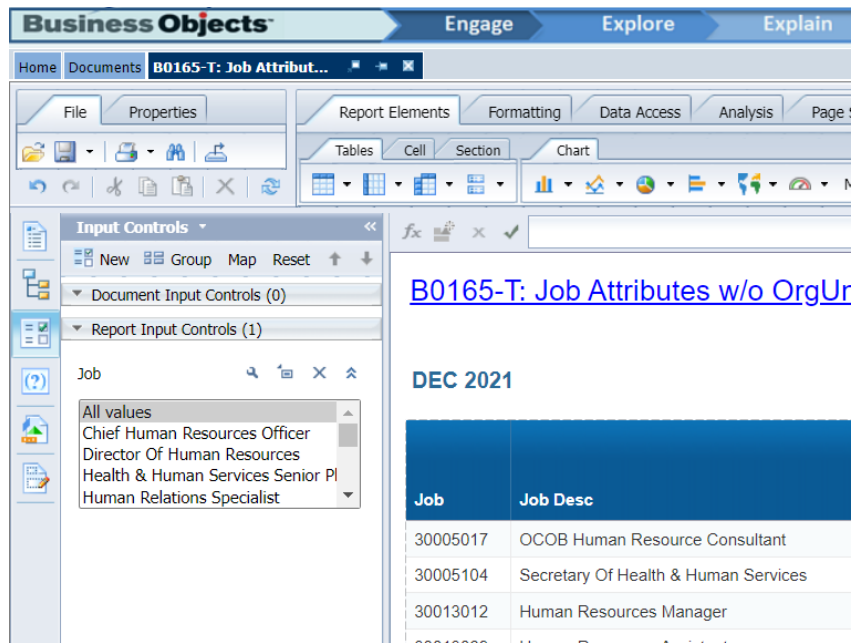 Business Objects
Engage
Explore
Explain
Home
Documents
B0165-T: Job Attribut...
File
Properties
Report Elements
Formatting
Data Access
Analysis
Page
Tables
Cell
Section
Chart
Input Controls
New
Group
Map
Reset
Document Input Controls (0)
Report Input Controls (1)
Job
All values
Chief Human Resources Officer
Director Of Human Resources
Health & Human Services Senior Pl
Human Relations Specialist
fx
B0165-T: Job Attributes w/o OrgUn
DEC 2021
Job
Job Desc
30005017 OCOB Human Resource Consultant
30005104 Secretary Of Health & Human Services
30013012 Human Resources Manager